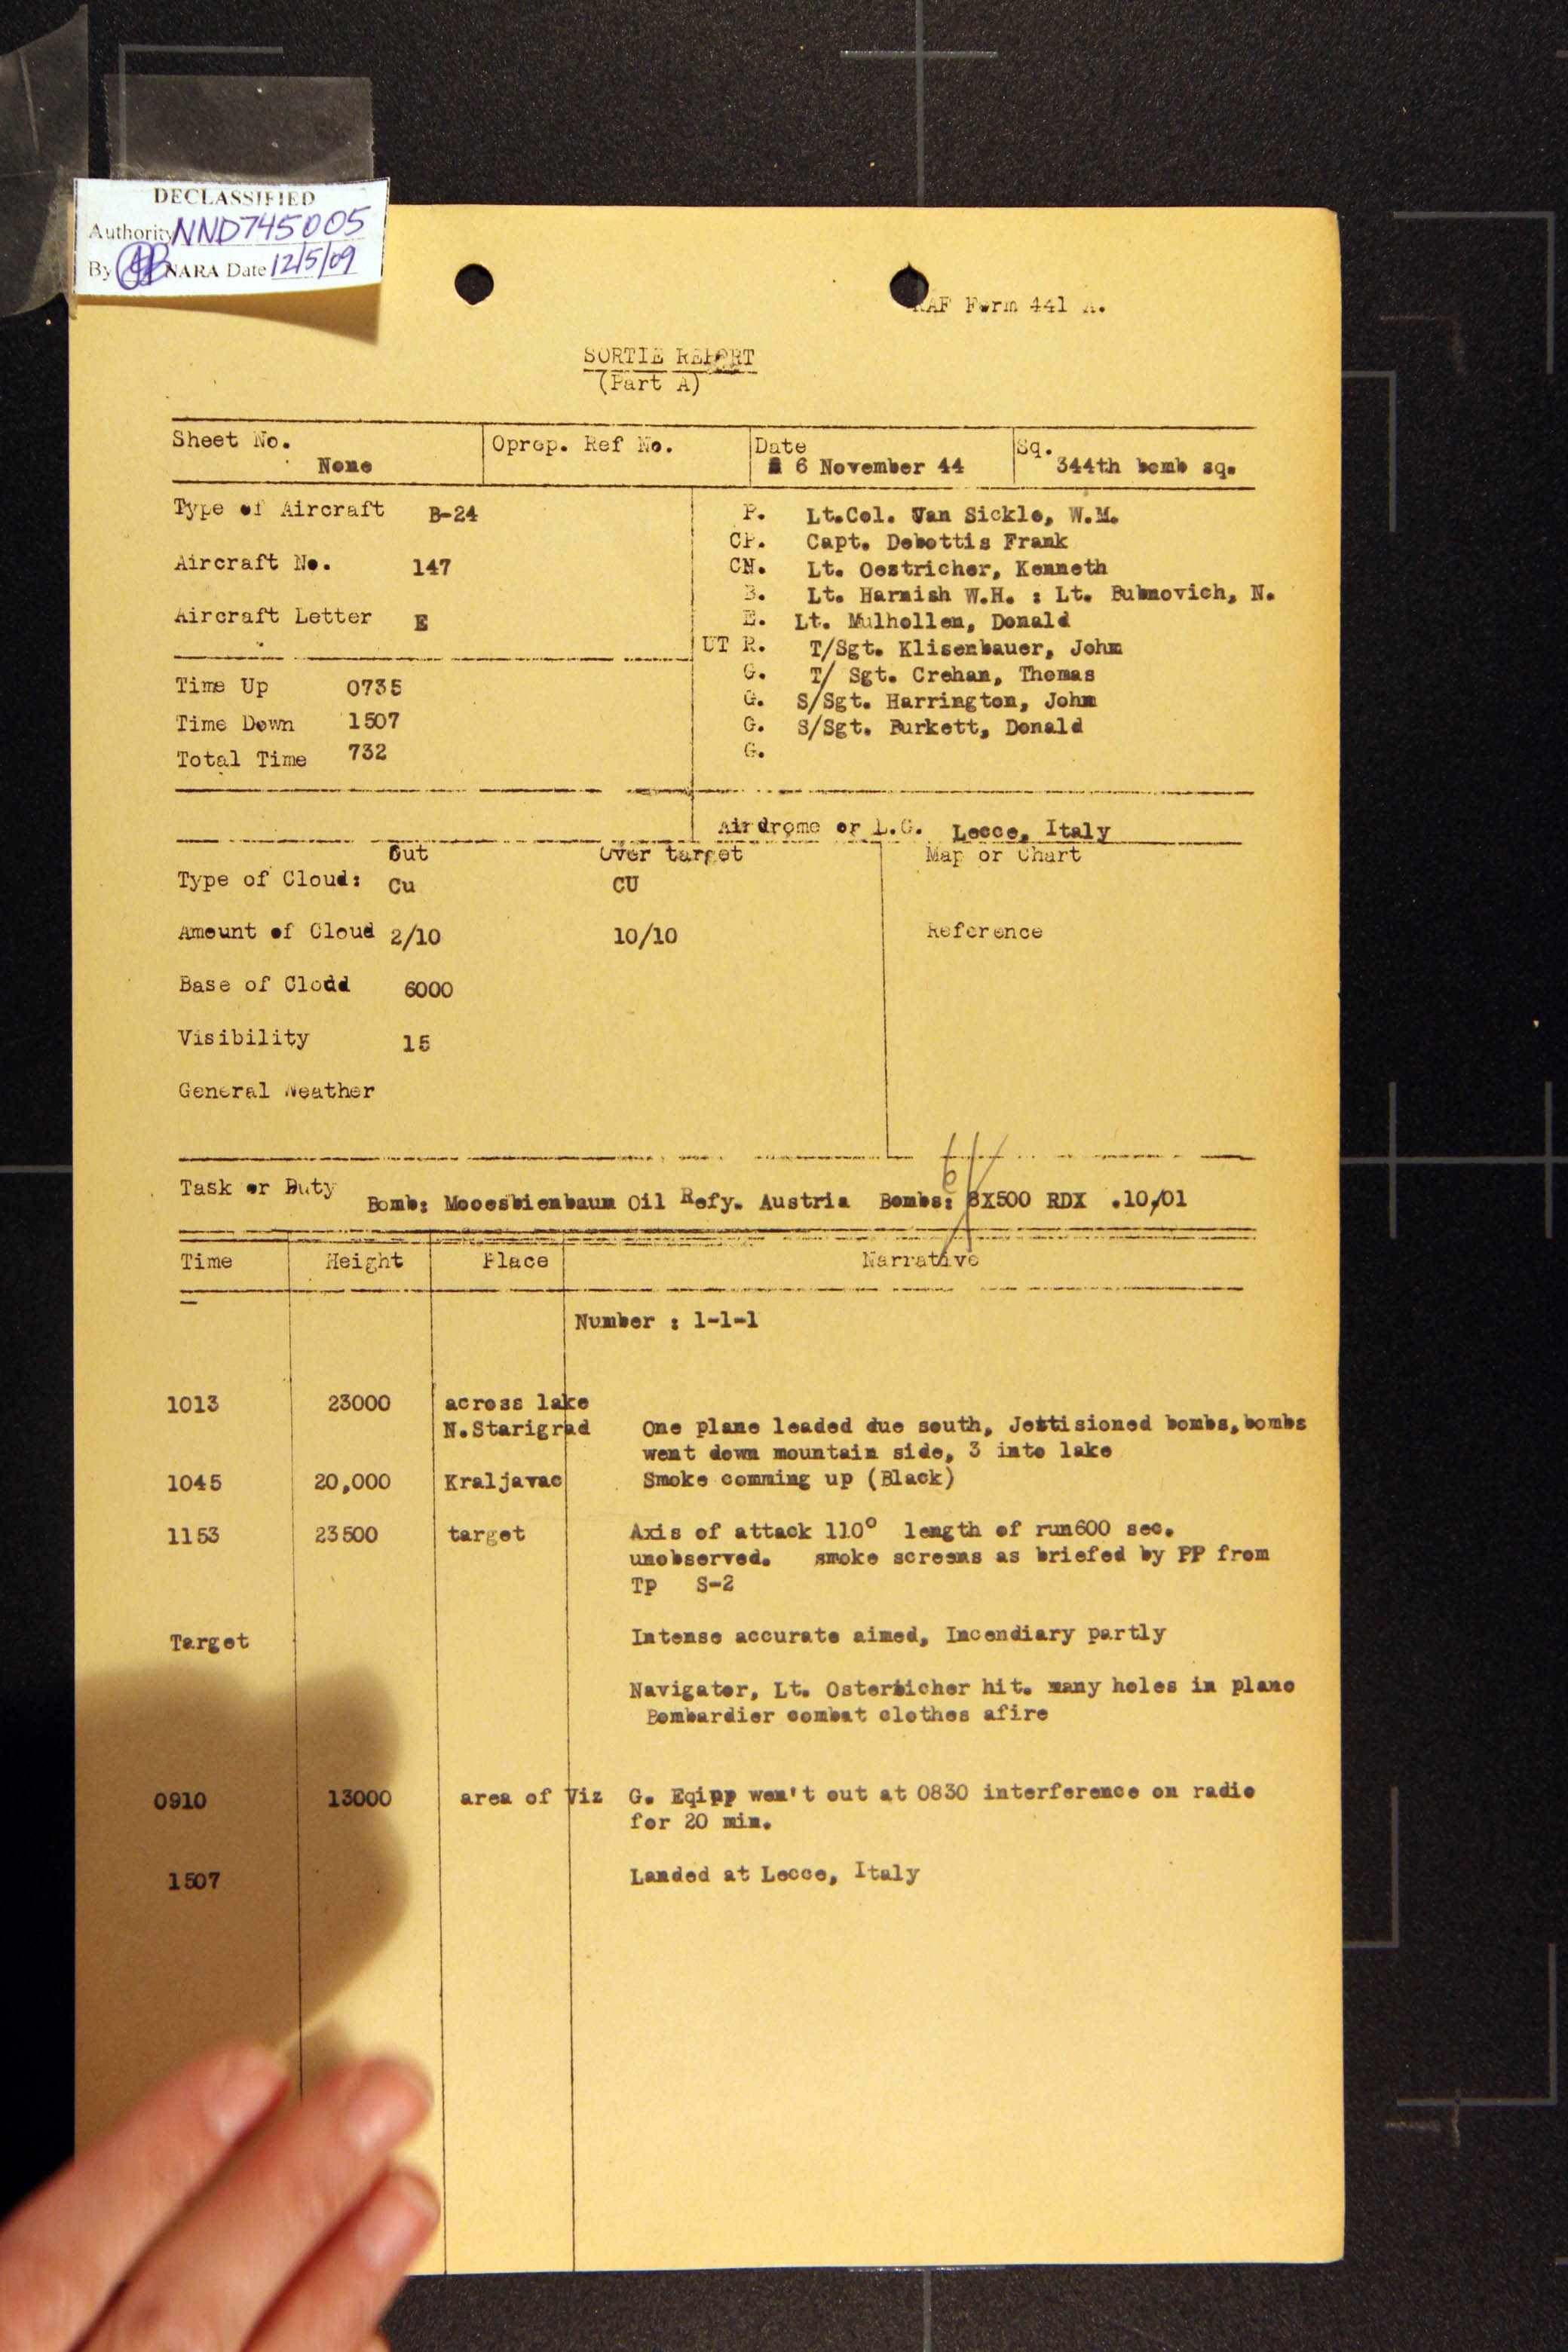 DECLASSIFIED
Authority NND745005
By NARA Date 12/5/09
RAF Form 441 A.
SORTIE REPORT
(Part A)
Sheet No. None
Oprep. Ref No.
Date 6 November 44
Sq. 344th bomb sq.
Type of Aircraft B-24
Aircraft No. 147
Aircraft Letter E
Time Up 0735
Time Down 1507
Total Time 732
P. Lt.Col. Van Sickle, W.M.
CP. Capt. Debottis Frank
CN. Lt. Oestricher, Kenneth
B. Lt. Harnish W.H. : Lt. Bubnovich, N.
E. Lt. Mulhollen, Donald
UT R. T/Sgt. Klisenbauer, John
G. T/ Sgt. Crehan, Thomas
G. S/Sgt. Harrington, John
G. S/Sgt. Burkett, Donald
G.
Airdrome or L.G. Lecce, Italy
Out Over target Map or Chart
Type of Cloud: Cu CU
Amount of Cloud 2/10 10/10 Reference
Base of Clodd 6000
Visibility 15
General Weather
6
Task or Duty Bomb: Mooesbienbaum Oil Refy. Austria Bombs: 8X500 RDX .10/01
Time Height Place Narrative
Number : 1-1-1
1013 23000 across lake
N.Starigrad One plane leaded due south, Jettisioned bombs,bombs
went down mountain side, 3 into lake
1045 20,000 Kraljavac Smoke comming up (Black)
1153 23500 target Axis of attack 110° length of run600 sec.
unobserved. smoke screens as briefed by PP from
Tp S-2
Target Intense accurate aimed, Incendiary partly
Navigator, Lt. Osterbicher hit. many holes in plane
Bombardier combat clothes afire
0910 13000 area of Viz G. Eqipp wen't out at 0830 interference on radio
for 20 min.
1507 Landed at Lecce, Italy